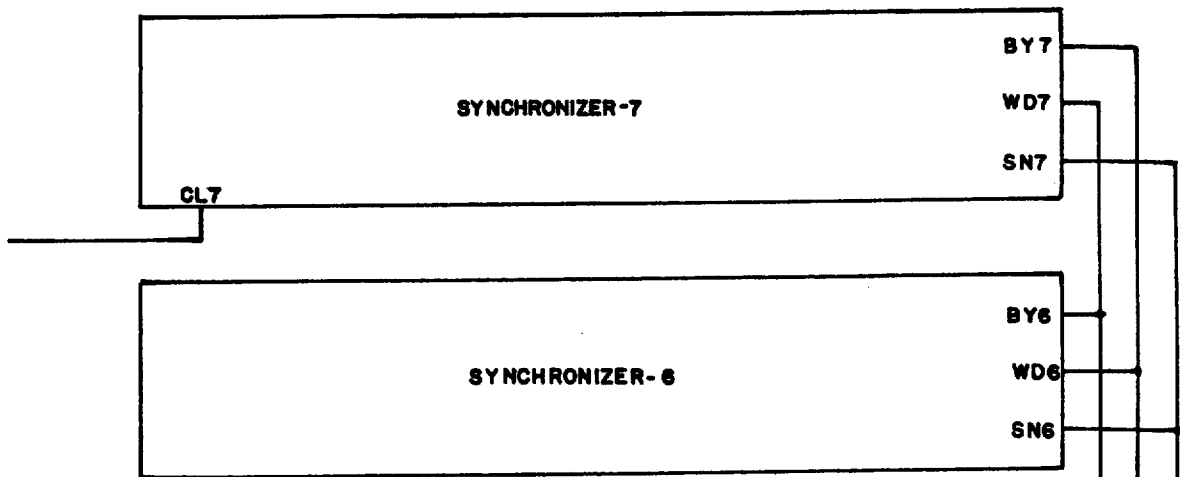 BY7
SYNCHRONIZER-7
WD7
SN7
CL7
BY6
SYNCHRONIZER-6
WD6
SN6